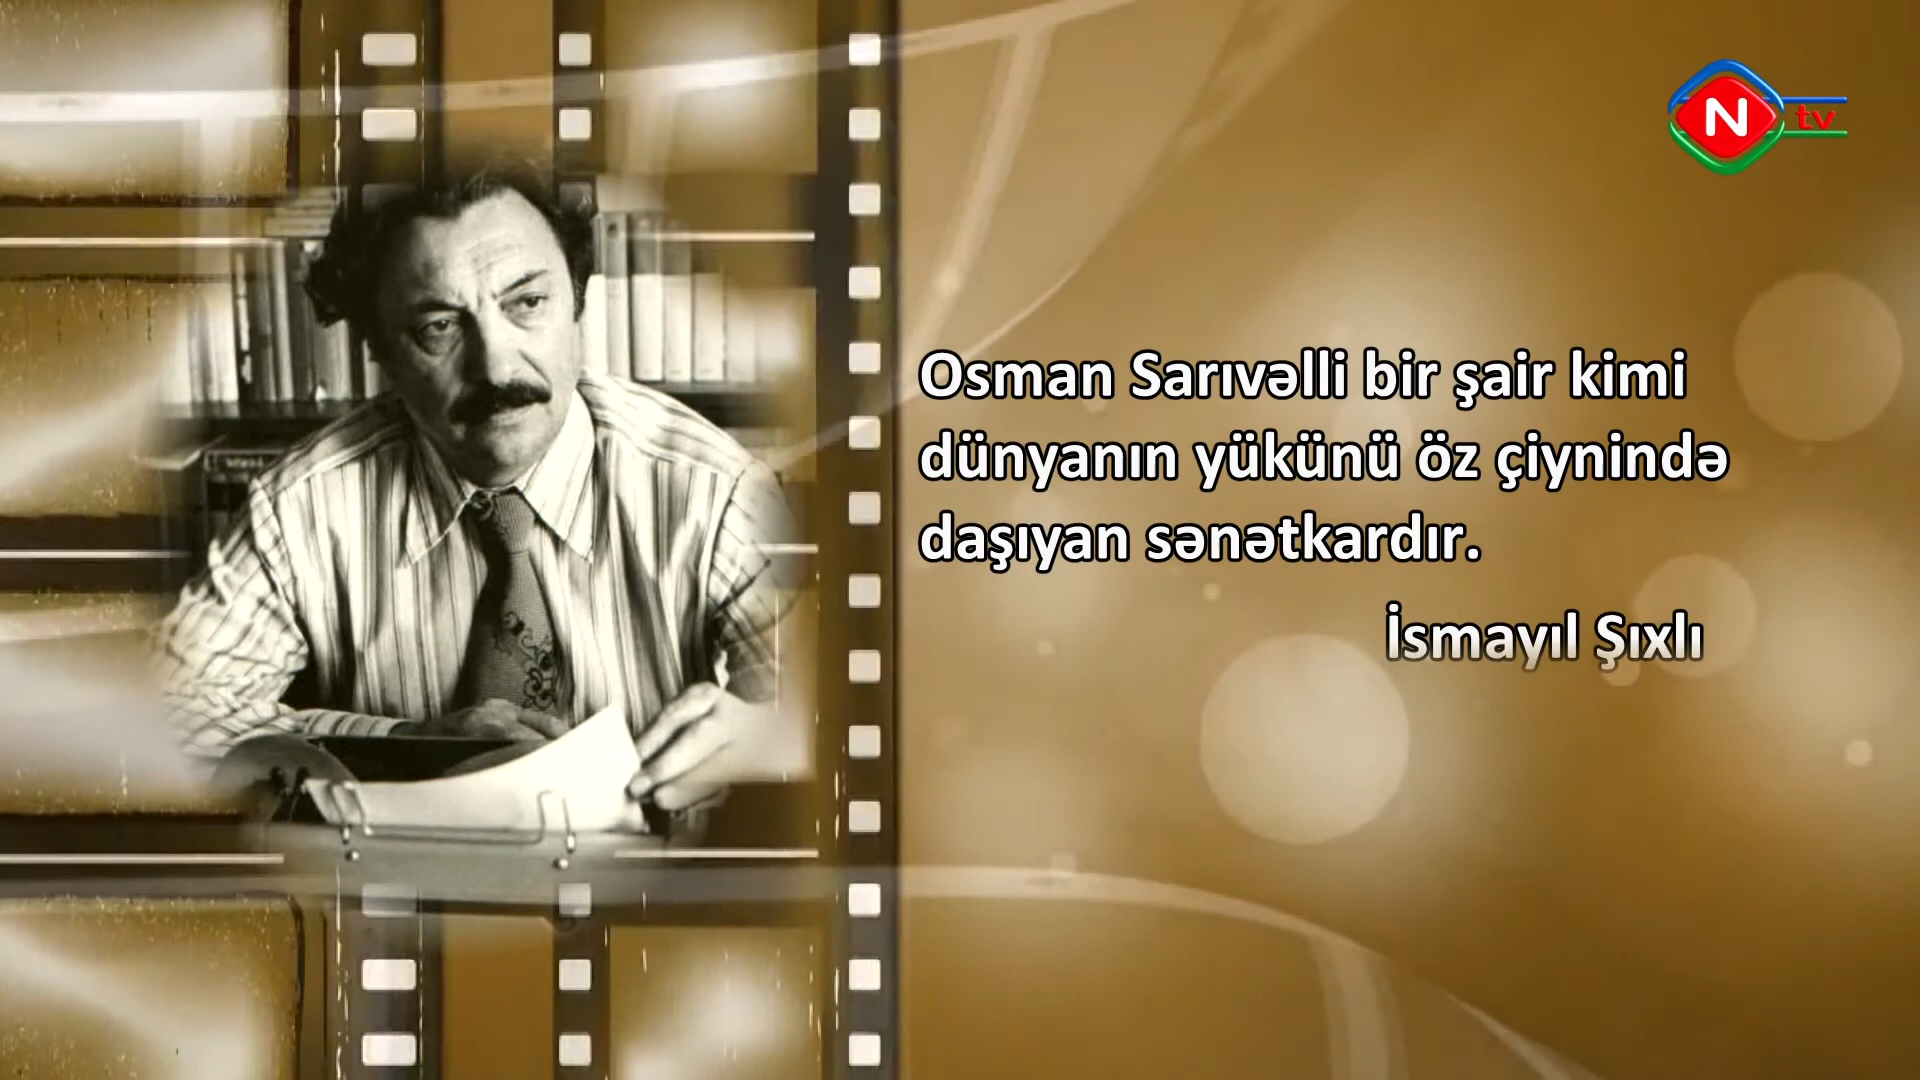 N tv
Osman Sarıvəlli bir şair kimi
dünyanın yükünü öz çiynində
daşıyan sənətkardır.
İsmayıl Şıxlı